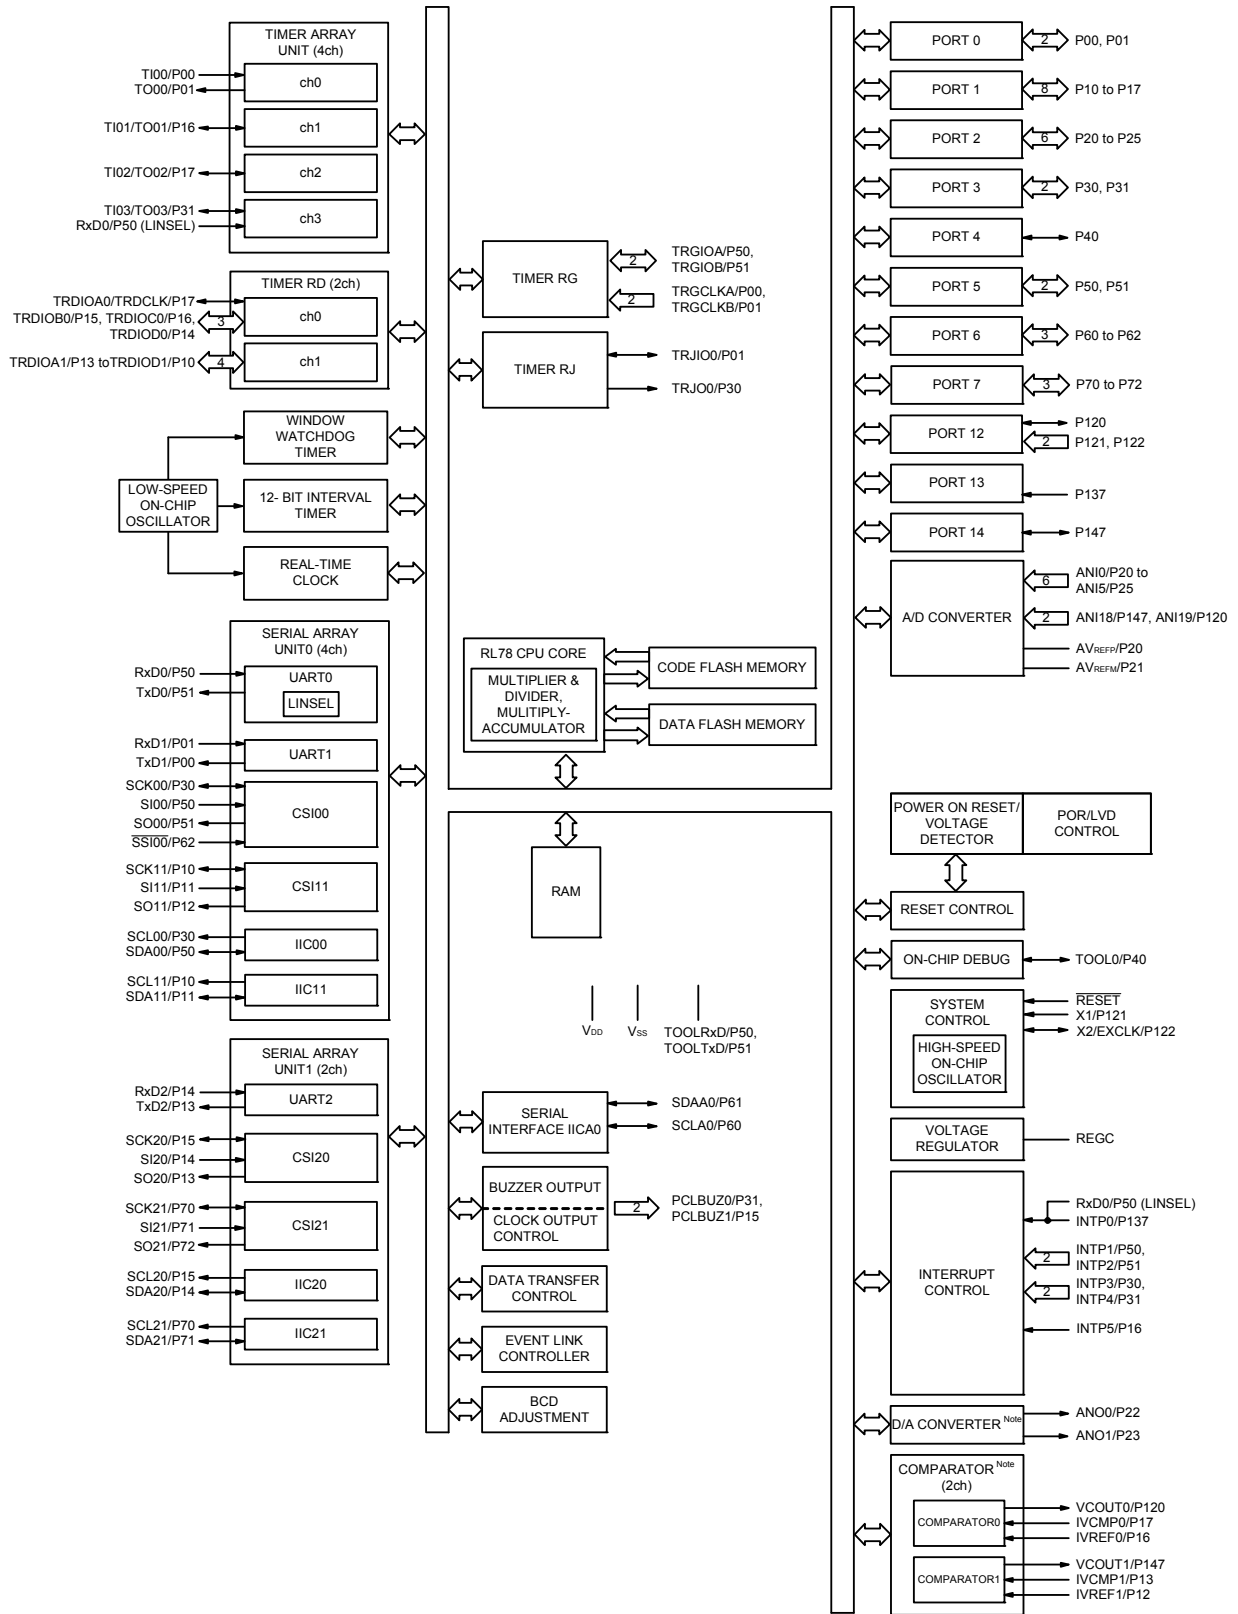 TIMER ARRAY
UNIT (4ch)
TI00/P00
TO00/P01
ch0
TI01/TO01/P16
ch1
TI02/TO02/P17
ch2
TI03/TO03/P31
RxD0/P50 (LINSEL)
ch3
TIMER RD (2ch)
TRDIOA0/TRDCLK/P17
TRDIOB0/P15, TRDIOC0/P16,
TRDIOD0/P14
3
ch0
TRDIOA1/P13 toTRDIOD1/P10
4
ch1
WINDOW
WATCHDOG
TIMER
LOW-SPEED
ON-CHIP
OSCILLATOR
12- BIT INTERVAL
TIMER
REAL-TIME
CLOCK
SERIAL ARRAY
UNIT0 (4ch)
RxD0/P50
TxD0/P51
UART0
LINSEL
RxD1/P01
TxD1/P00
UART1
SCK00/P30
SI00/P50
SO00/P51
SSI00/P62
CSI00
SCK11/P10
SI11/P11
SO11/P12
CSI11
SCL00/P30
SDA00/P50
IIC00
SCL11/P10
SDA11/P11
IIC11
SERIAL ARRAY
UNIT1 (2ch)
RxD2/P14
TxD2/P13
UART2
SCK20/P15
SI20/P14
SO20/P13
CSI20
SCK21/P70
SI21/P71
SO21/P72
CSI21
SCL20/P15
SDA20/P14
IIC20
SCL21/P70
SDA21/P71
IIC21
TIMER RG
2
TRGIOA/P50,
TRGIOB/P51
2
TRGCLKA/P00,
TRGCLKB/P01
TIMER RJ
TRJIO0/P01
TRJO0/P30
RL78 CPU CORE
MULTIPLIER &
DIVIDER,
MULITIPLY-
ACCUMULATOR
CODE FLASH MEMORY
DATA FLASH MEMORY
RAM
VDD
VSS
TOOLRxD/P50,
TOOLTxD/P51
SERIAL
INTERFACE IICA0
SDAA0/P61
SCLA0/P60
BUZZER OUTPUT
CLOCK OUTPUT
CONTROL
2
PCLBUZ0/P31,
PCLBUZ1/P15
DATA TRANSFER
CONTROL
EVENT LINK
CONTROLLER
BCD
ADJUSTMENT
PORT 0
2
P00, P01
PORT 1
8
P10 to P17
PORT 2
6
P20 to P25
PORT 3
2
P30, P31
PORT 4
P40
PORT 5
2
P50, P51
PORT 6
3
P60 to P62
PORT 7
3
P70 to P72
PORT 12
P120
2
P121, P122
PORT 13
P137
PORT 14
P147
A/D CONVERTER
6
ANI0/P20 to
ANI5/P25
2
ANI18/P147, ANI19/P120
AVREFP/P20
AVREFM/P21
POWER ON RESET/
VOLTAGE
DETECTOR
POR/LVD
CONTROL
RESET CONTROL
ON-CHIP DEBUG
TOOL0/P40
SYSTEM
CONTROL
HIGH-SPEED
ON-CHIP
OSCILLATOR
RESET
X1/P121
X2/EXCLK/P122
VOLTAGE
REGULATOR
REGC
INTERRUPT
CONTROL
RxD0/P50 (LINSEL)
INTP0/P137
2
INTP1/P50,
INTP2/P51
2
INTP3/P30,
INTP4/P31
INTP5/P16
D/A CONVERTER Note
ANO0/P22
ANO1/P23
COMPARATOR Note
(2ch)
COMPARATOR0
VCOUT0/P120
IVCMP0/P17
IVREF0/P16
COMPARATOR1
VCOUT1/P147
IVCMP1/P13
IVREF1/P12